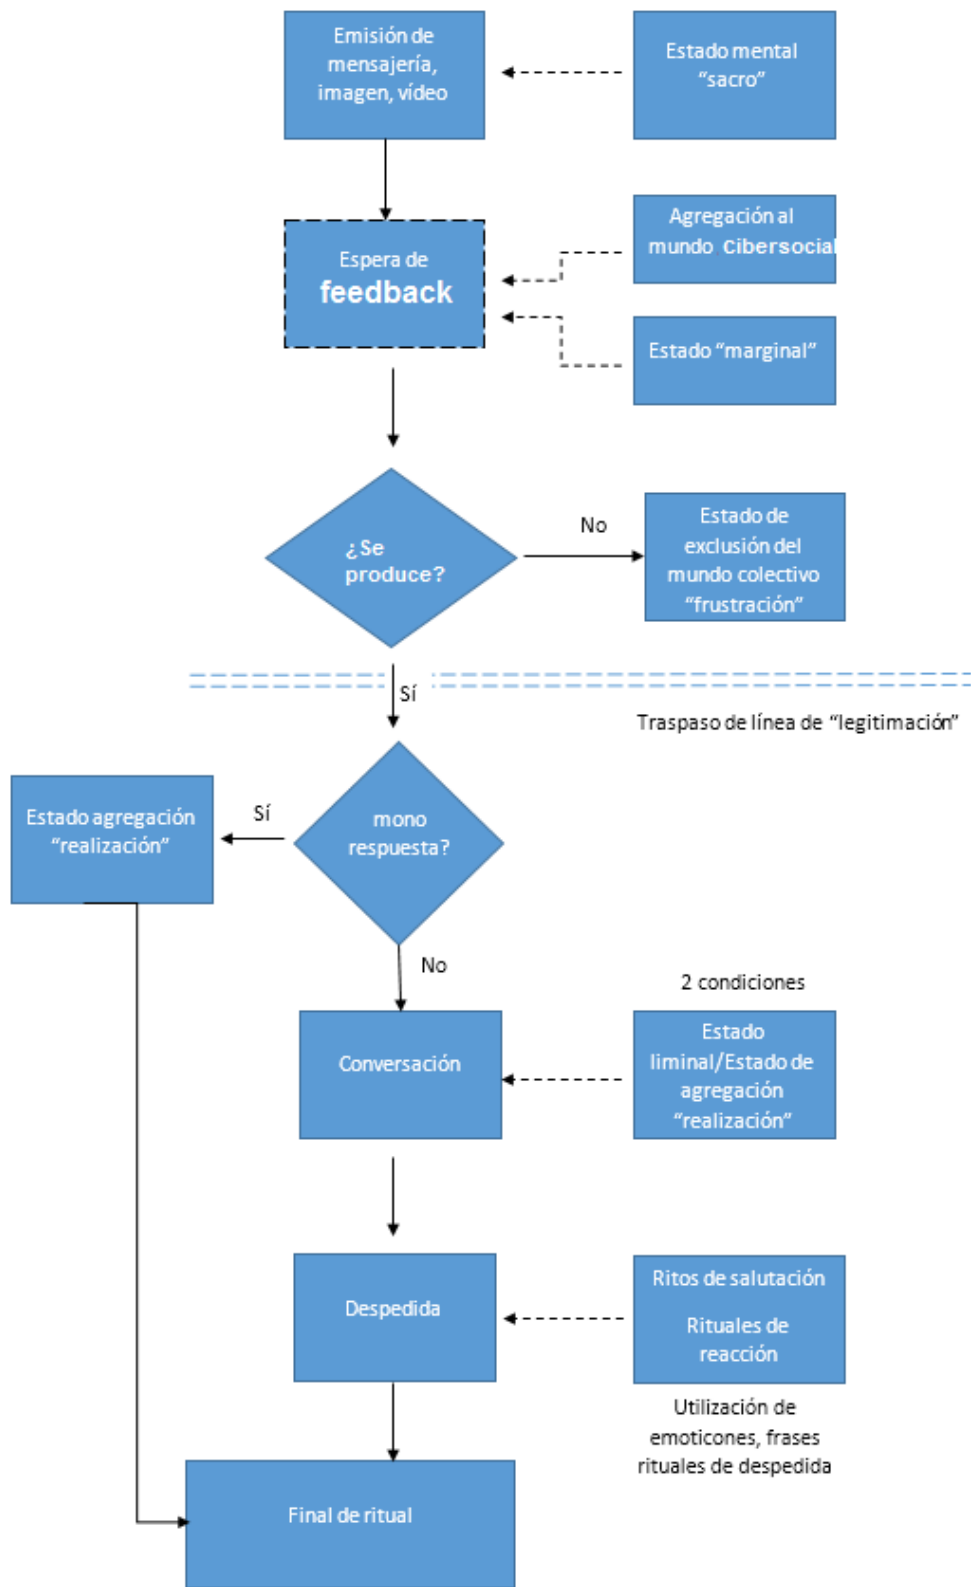 Emisión de
mensajería,
imagen, vídeo
Estado mental
“sacro”
Espera de
feedback
Agregación al
mundo Cibersocial
Estado “marginal”
¿Se
produce?
No
Estado de
exclusión del
mundo colectivo
“frustración”
Sí
Traspaso de línea de “legitimación”
mono
respuesta?
Sí
Estado agregación
“realización”
No
2 condiciones
Conversación
Estado
liminal/Estado de
agregación
“realización”
Despedida
Ritos de salutación
Rituales de
reacción
Utilización de
emoticones, frases
rituales de despedida
Final de ritual